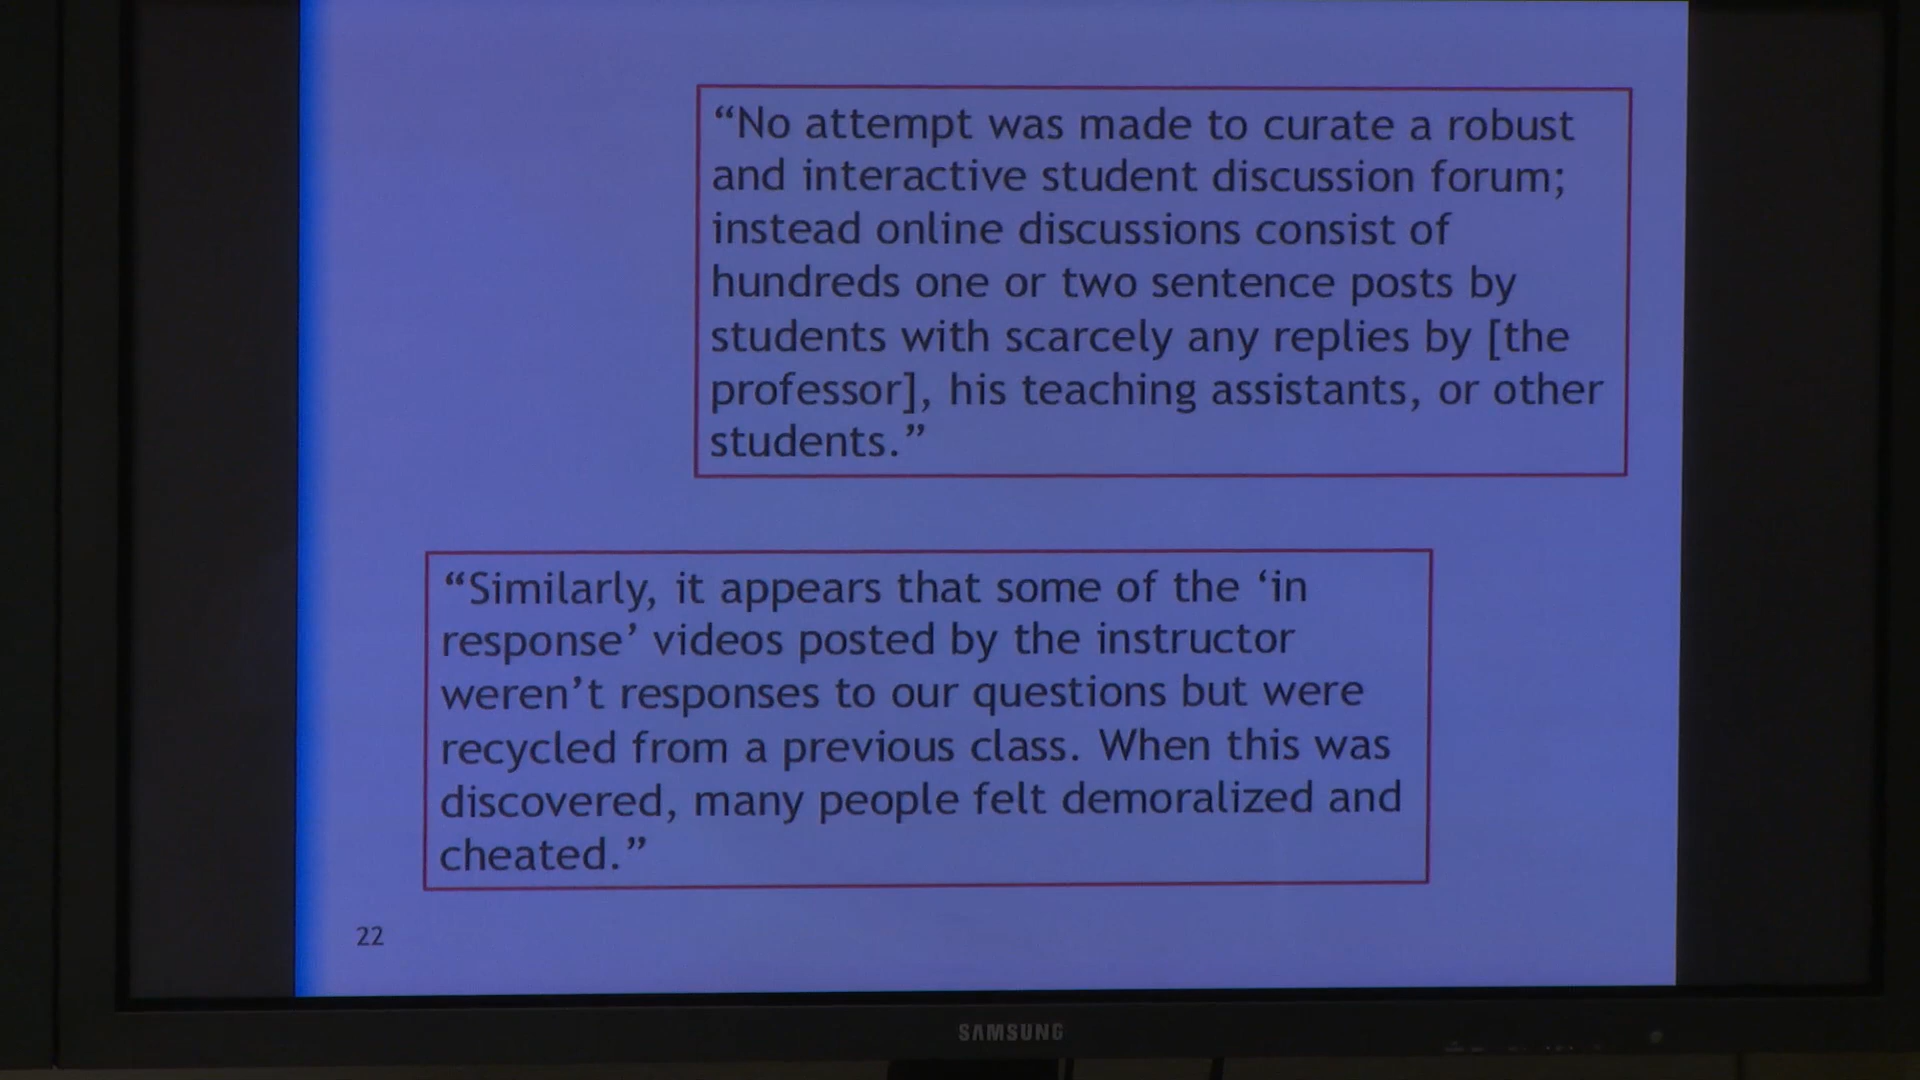 “No attempt was made to curate a robust
and interactive student discussion forum;
instead online discussions consist of
hundreds one or two sentence posts by
students with scarcely any replies by [the
professor], his teaching assistants, or other
students.”
“Similarly, it appears that some of the ‘in
response’ videos posted by the instructor
weren’t responses to our questions but were
recycled from a previous class. When this was
discovered, many people felt demoralized and
cheated.”
22
SAMSUNG